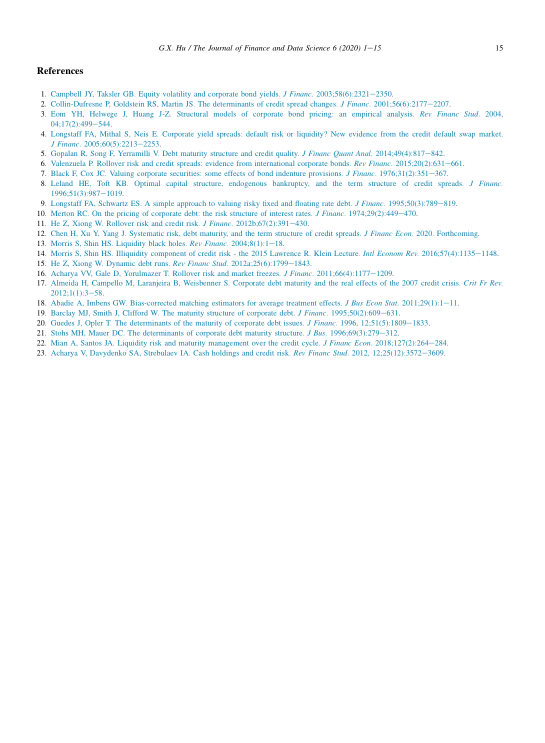 G.X. Hu / The Journal of Finance and Data Science 6 (2020) 1–15
15
References
1. Campbell JY, Taksler GB. Equity volatility and corporate bond yields. J Financ. 2003;58(6):2321–2350.
2. Collin-Dufresne P, Goldstein RS, Martin JS. The determinants of credit spread changes. J Financ. 2001;56(6):2177–2207.
3. Eom YH, Helwege J, Huang J-Z. Structural models of corporate bond pricing: an empirical analysis. Rev Financ Stud. 2004,
04;17(2):499–544.
4. Longstaff FA, Mithal S, Neis E. Corporate yield spreads: default risk or liquidity? New evidence from the credit default swap market.
J Financ. 2005;60(5):2213–2253.
5. Gopalan R, Song F, Yerramilli V. Debt maturity structure and credit quality. J Financ Quant Anal. 2014;49(4):817–842.
6. Valenzuela P. Rollover risk and credit spreads: evidence from international corporate bonds. Rev Financ. 2015;20(2):631–661.
7. Black F, Cox JC. Valuing corporate securities: some effects of bond indenture provisions. J Financ. 1976;31(2):351–367.
8. Leland HE, Toft KB. Optimal capital structure, endogenous bankruptcy, and the term structure of credit spreads. J Financ.
1996;51(3):987–1019.
9. Longstaff FA, Schwartz ES. A simple approach to valuing risky fixed and floating rate debt. J Financ. 1995;50(3):789–819.
10. Merton RC. On the pricing of corporate debt: the risk structure of interest rates. J Financ. 1974;29(2):449–470.
11. He Z, Xiong W. Rollover risk and credit risk. J Financ. 2012b;67(2):391–430.
12. Chen H, Xu Y, Yang J. Systematic risk, debt maturity, and the term structure of credit spreads. J Financ Econ. 2020. Forthcoming.
13. Morris S, Shin HS. Liquidity black holes. Rev Financ. 2004;8(1):1–18.
14. Morris S, Shin HS. Illiquidity component of credit risk - the 2015 Lawrence R. Klein Lecture. Intl Econom Rev. 2016;57(4):1135–1148.
15. He Z, Xiong W. Dynamic debt runs. Rev Financ Stud. 2012a;25(6):1799–1843.
16. Acharya VV, Gale D, Yorulmazer T. Rollover risk and market freezes. J Financ. 2011;66(4):1177–1209.
17. Almeida H, Campello M, Laranjeira B, Weisbenner S. Corporate debt maturity and the real effects of the 2007 credit crisis. Crit Fr Rev.
2012;1(1):3–58.
18. Abadie A, Imbens GW. Bias-corrected matching estimators for average treatment effects. J Bus Econ Stat. 2011;29(1):1–11.
19. Barclay MJ, Smith J, Clifford W. The maturity structure of corporate debt. J Financ. 1995;50(2):609–631.
20. Guedes J, Opler T. The determinants of the maturity of corporate debt issues. J Financ. 1996, 12;51(5):1809–1833.
21. Stohs MH, Mauer DC. The determinants of corporate debt maturity structure. J Bus. 1996;69(3):279–312.
22. Mian A, Santos JA. Liquidity risk and maturity management over the credit cycle. J Financ Econ. 2018;127(2):264–284.
23. Acharya V, Davydenko SA, Strebulaev IA. Cash holdings and credit risk. Rev Financ Stud. 2012, 12;25(12):3572–3609.